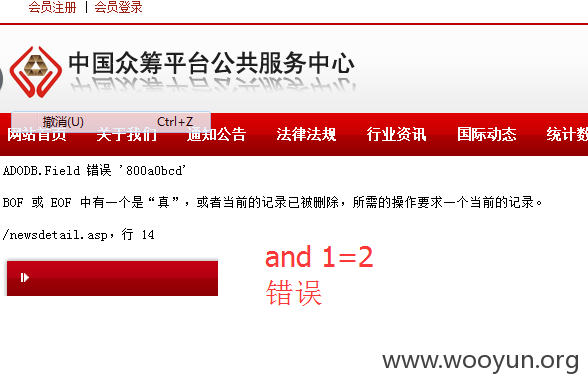 会员注册 | 会员登录
中国众筹平台公共服务中心
撤消(U) Ctrl+Z
网站首页 关于我们 通知公告 法律法规 行业资讯 国际动态 统计数
ADODB.Field 错误 '800a0bcd'
BOF 或 EOF 中有一个是“真”，或者当前的记录已被删除，所需的操作要求一个当前的记录。
/newsdetail.asp，行 14
and 1=2
错误
www.wooyun.org